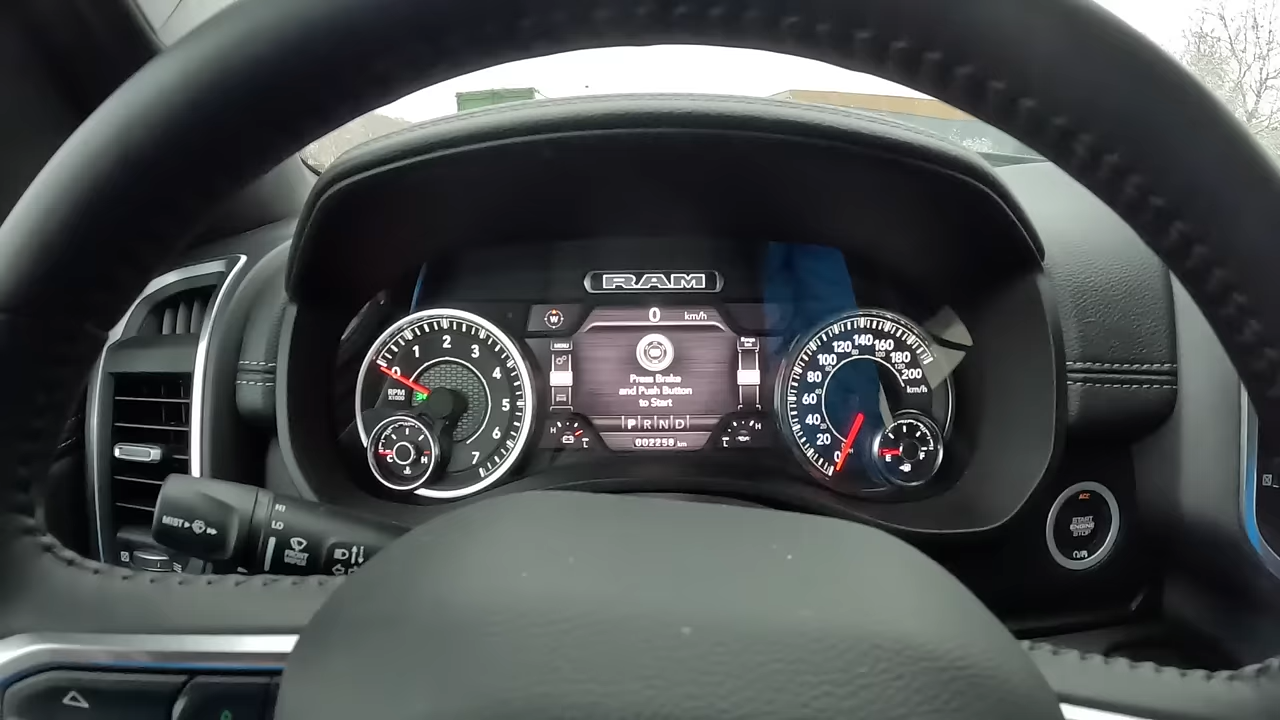 RAM
W
0 km/h
MENU
Press Brake
and Push Button
to Start
P R N D
002258 km
H L
L H
0 1 2 3 4 5 6 7
RPM
X1000
C H
0 20 40 60 80 100 120 140 160 180 200
km/h
E
MIST
HI
LO
FRONT
ACC
START
ENGINE
STOP